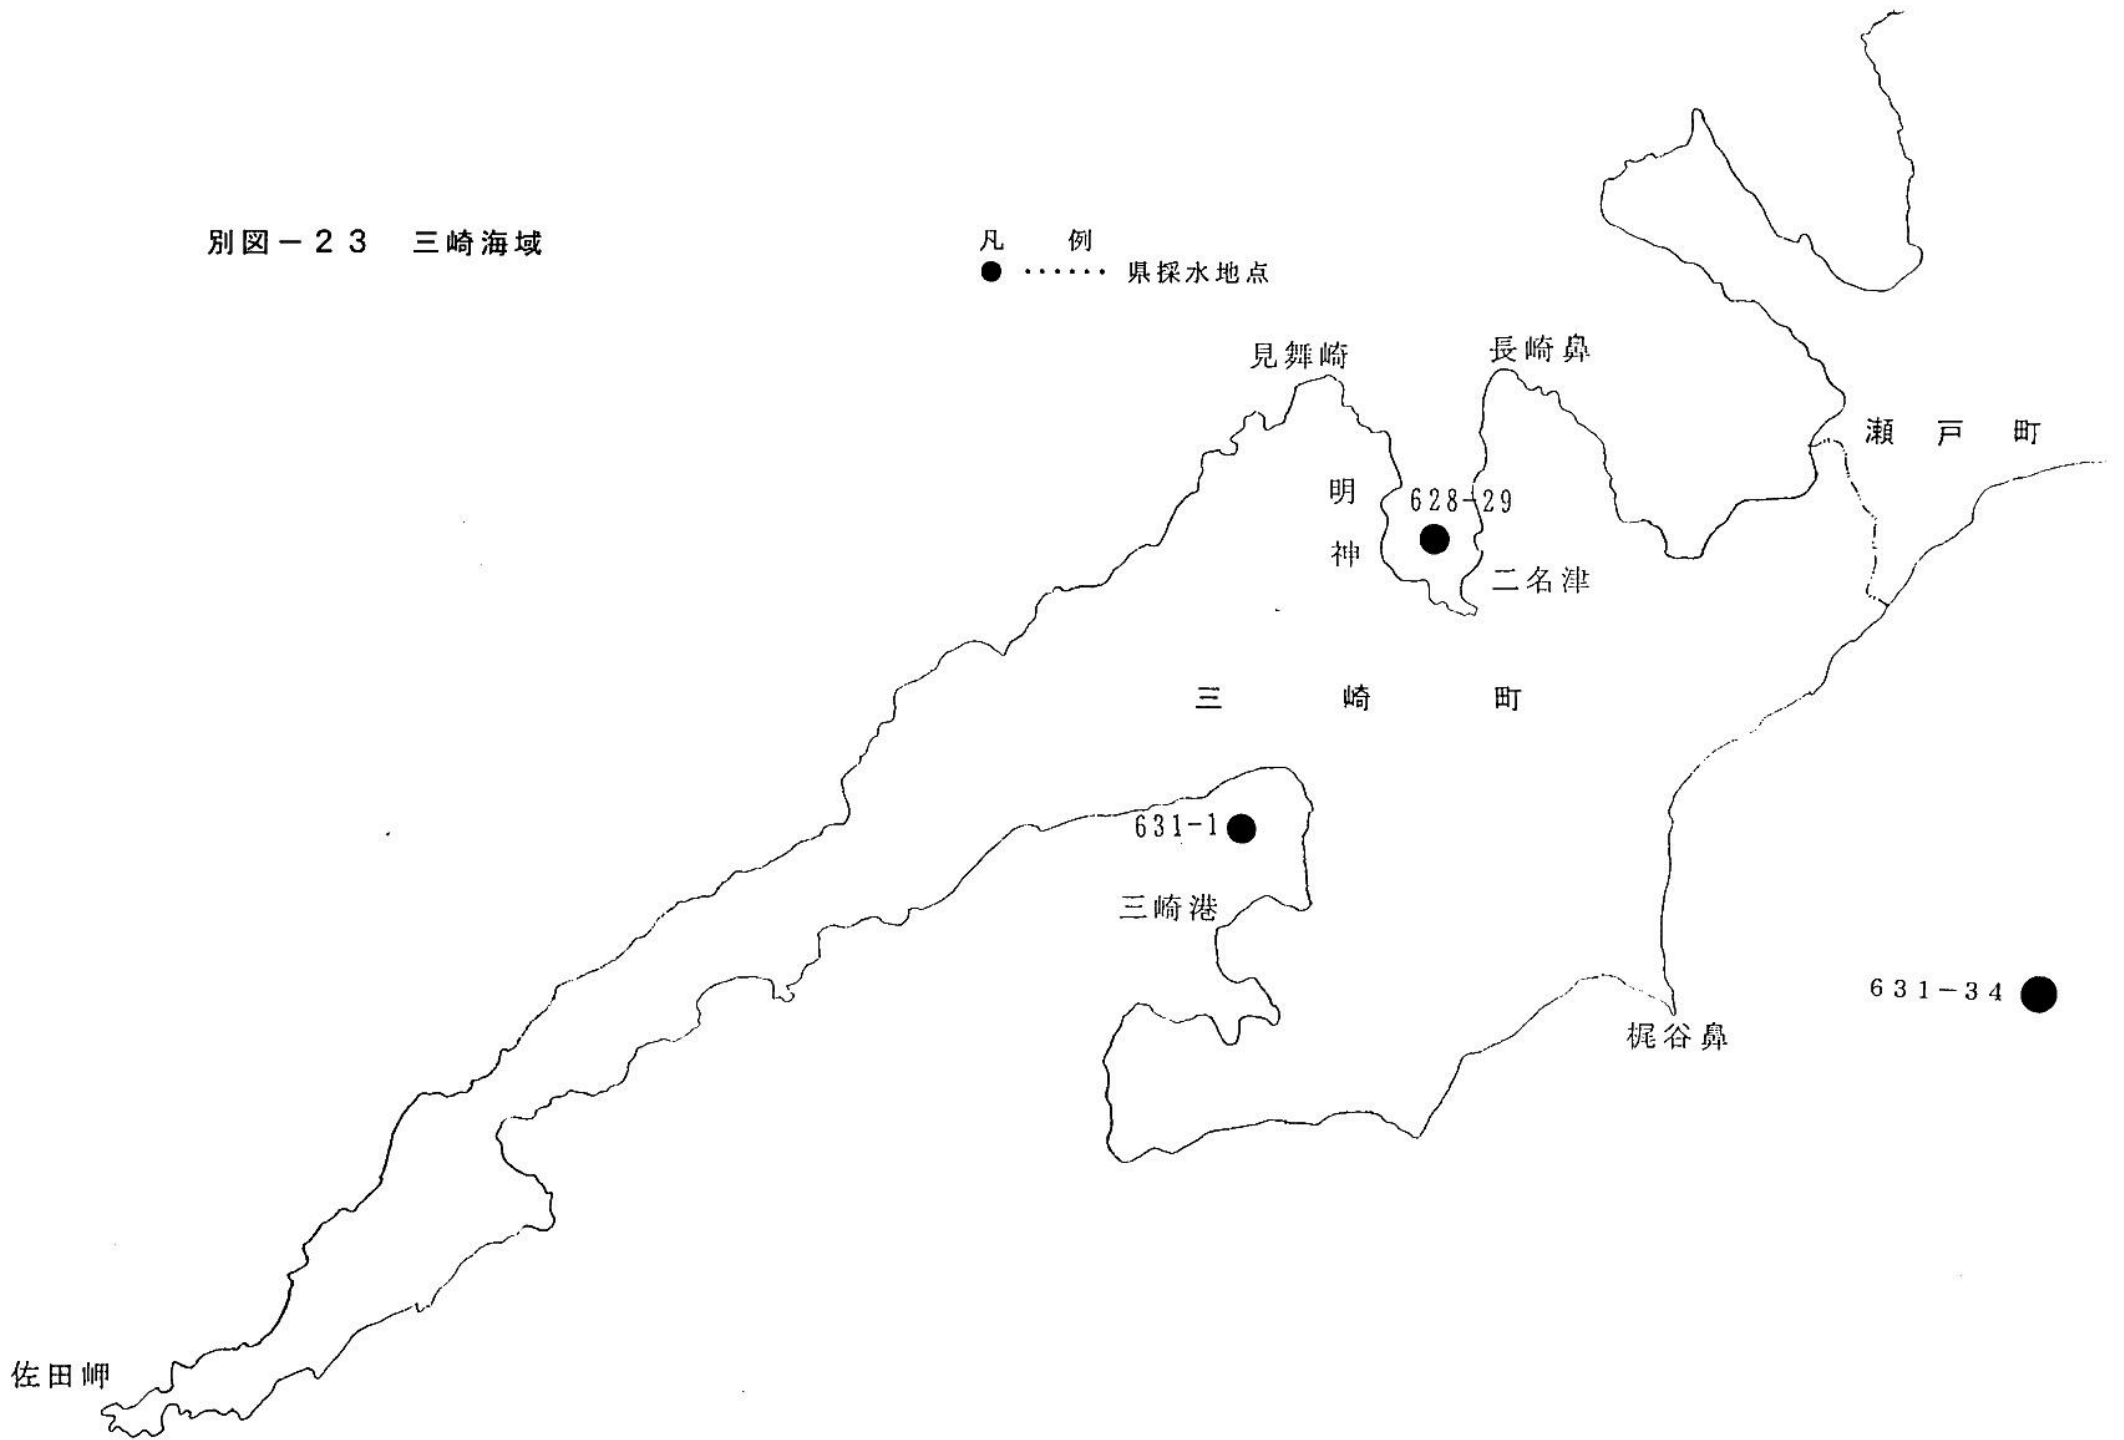 別図－23　三崎海域
凡　例
●‥‥‥県採水地点
見舞崎
長崎鼻
瀬戸町
明神
628-29
二名津
三崎町
631-1
三崎港
631-34
梶谷鼻
佐田岬